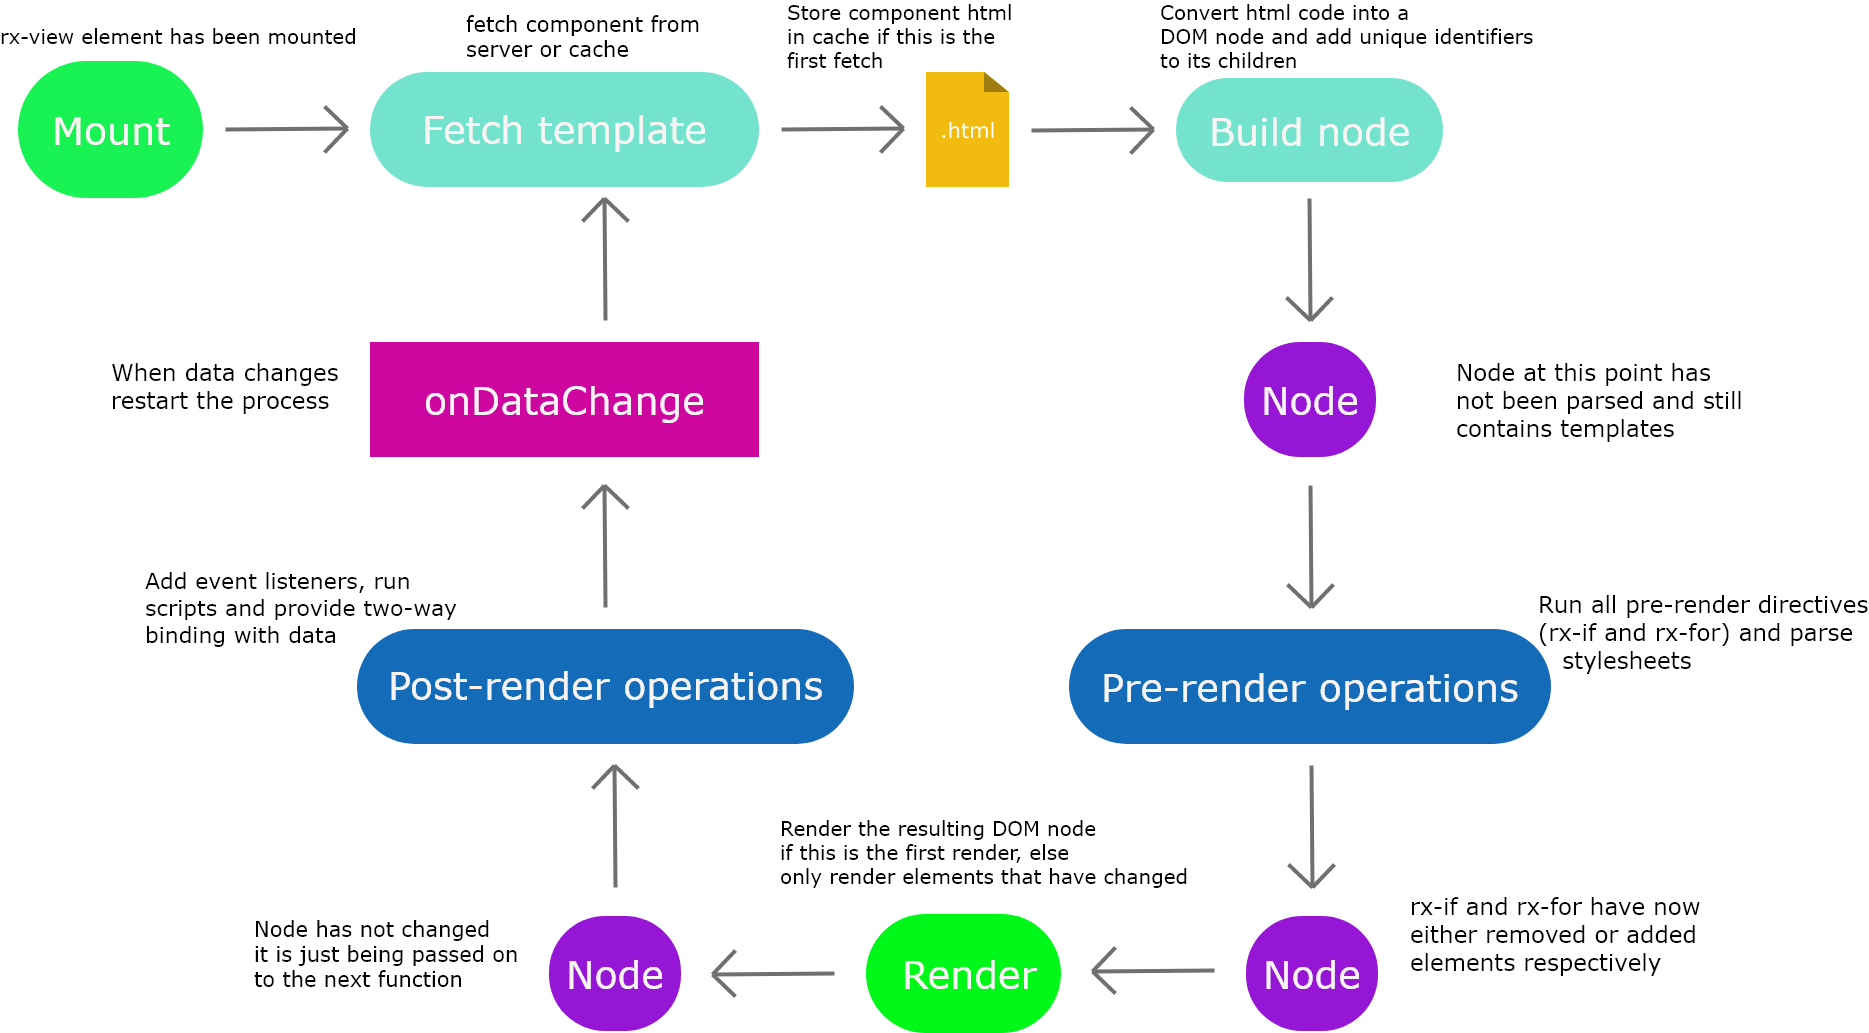 rx-view element has been mounted
Mount
fetch component from
server or cache
Fetch template
Store component html
in cache if this is the
first fetch
.html
Convert html code into a
DOM node and add unique identifiers
to its children
Build node
Node
Node at this point has
not been parsed and still
contains templates
Run all pre-render directives
(rx-if and rx-for) and parse
stylesheets
Pre-render operations
rx-if and rx-for have now
either removed or added
elements respectively
Node
Render the resulting DOM node
if this is the first render, else
only render elements that have changed
Render
Node
Node has not changed
it is just being passed on
to the next function
Add event listeners, run
scripts and provide two-way
binding with data
Post-render operations
When data changes
restart the process
onDataChange